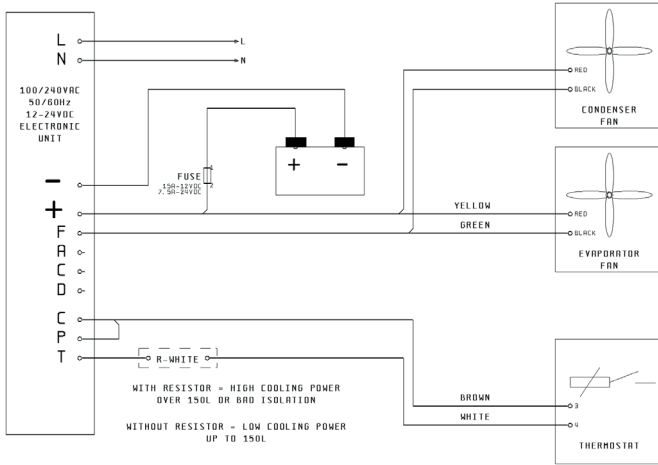 L
N
100/240VAC
50/60Hz
12-24VDC
ELECTRONIC
UNIT
-
+
F
A
C
D
C
P
T
L
N
FUSE
15A-12VDC
7.5A-24VDC
1
2
+ -
YELLOW
GREEN
RED
BLACK
CONDENSER
FAN
RED
BLACK
EVAPORATOR
FAN
R-WHITE
WITH RESISTOR = HIGH COOLING POWER
OVER 150L OR BAD ISOLATION
WITHOUT RESISTOR = LOW COOLING POWER
UP TO 150L
BROWN
WHITE
3
4
THERMOSTAT